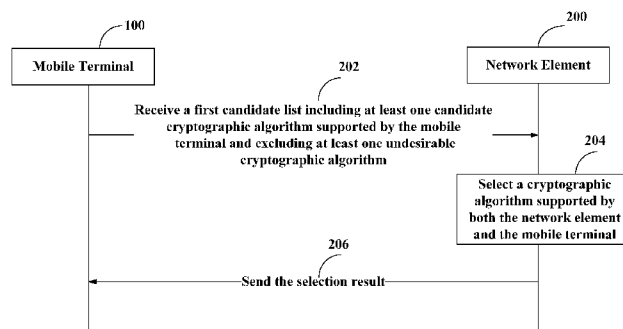 100
200
Mobile Terminal
Network Element
202
Receive a first candidate list including at least one candidate
cryptographic algorithm supported by the mobile
terminal and excluding at least one undesirable
cryptographic algorithm
204
Select a cryptographic
algorithm supported by
both the network element
and the mobile terminal
206
Send the selection result